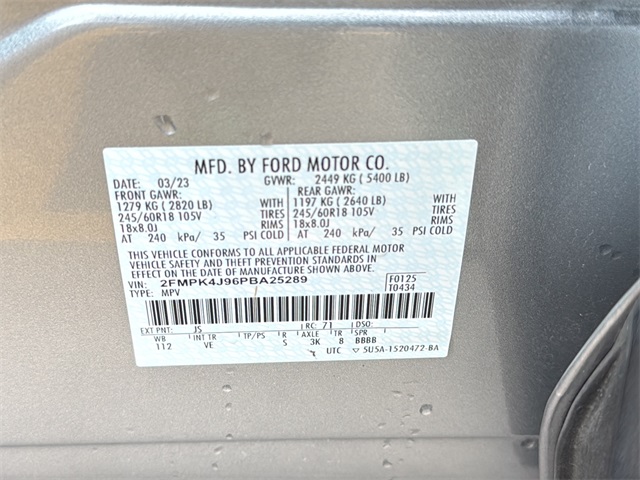 MFD. BY FORD MOTOR CO.
DATE: 03/23 GVWR: 2449 KG ( 5400 LB)
FRONT GAWR: REAR GAWR:
1279 KG ( 2820 LB) WITH 1197 KG ( 2640 LB) WITH
245/60R18 105V TIRES 245/60R18 105V TIRES
18x8.0J RIMS 18x8.0J RIMS
AT 240 kPa/ 35 PSI COLD AT 240 kPa/ 35 PSI COLD
THIS VEHICLE CONFORMS TO ALL APPLICABLE FEDERAL MOTOR
VEHICLE SAFETY AND THEFT PREVENTION STANDARDS IN EFFECT
ON THE DATE OF MANUFACTURE SHOWN ABOVE.
VIN: 2FMPK4J96PBA25289 F0125
TYPE: MPV T0434
EXT PNT: JS RC: 71 DSO:
WB INT TR TP/PS R AXLE TR SPR
112 VE S 3K 8 BBBB
UTC 5U5A-1520472-BA